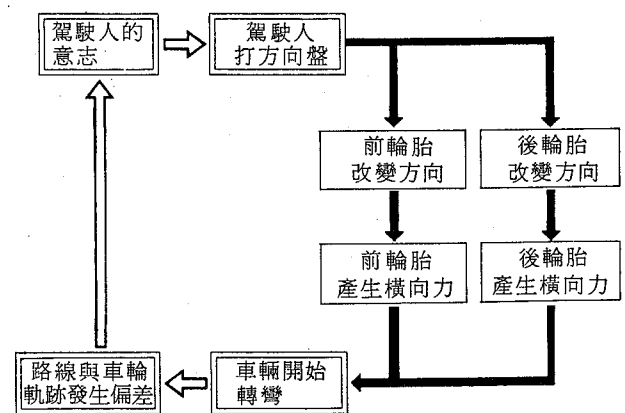 駕駛人的
意志
駕駛人
打方向盤
前輪胎
改變方向
後輪胎
改變方向
前輪胎
產生橫向力
後輪胎
產生橫向力
車輛開始
轉彎
路線與車輪
軌跡發生偏差